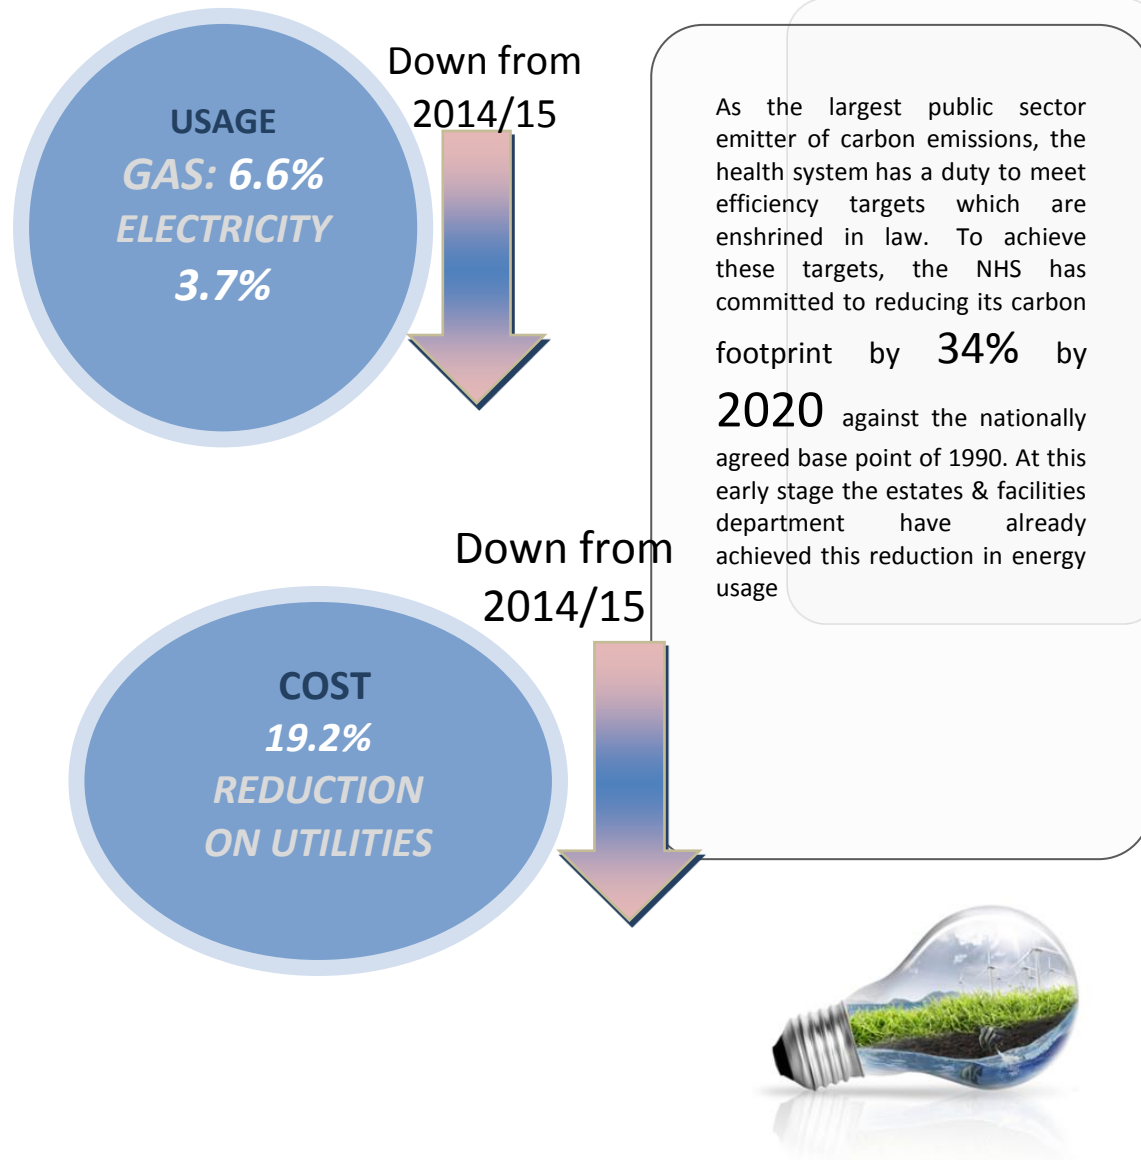 Down from
2014/15
USAGE
GAS: 6.6%
ELECTRICITY
3.7%
As the largest public sector
emitter of carbon emissions, the
health system has a duty to meet
efficiency targets which are
enshrined in law. To achieve
these targets, the NHS has
committed to reducing its carbon
footprint by 34% by
2020 against the nationally
agreed base point of 1990. At this
early stage the estates & facilities
department have already
achieved this reduction in energy
usage
Down from
2014/15
COST
19.2%
REDUCTION
ON UTILITIES